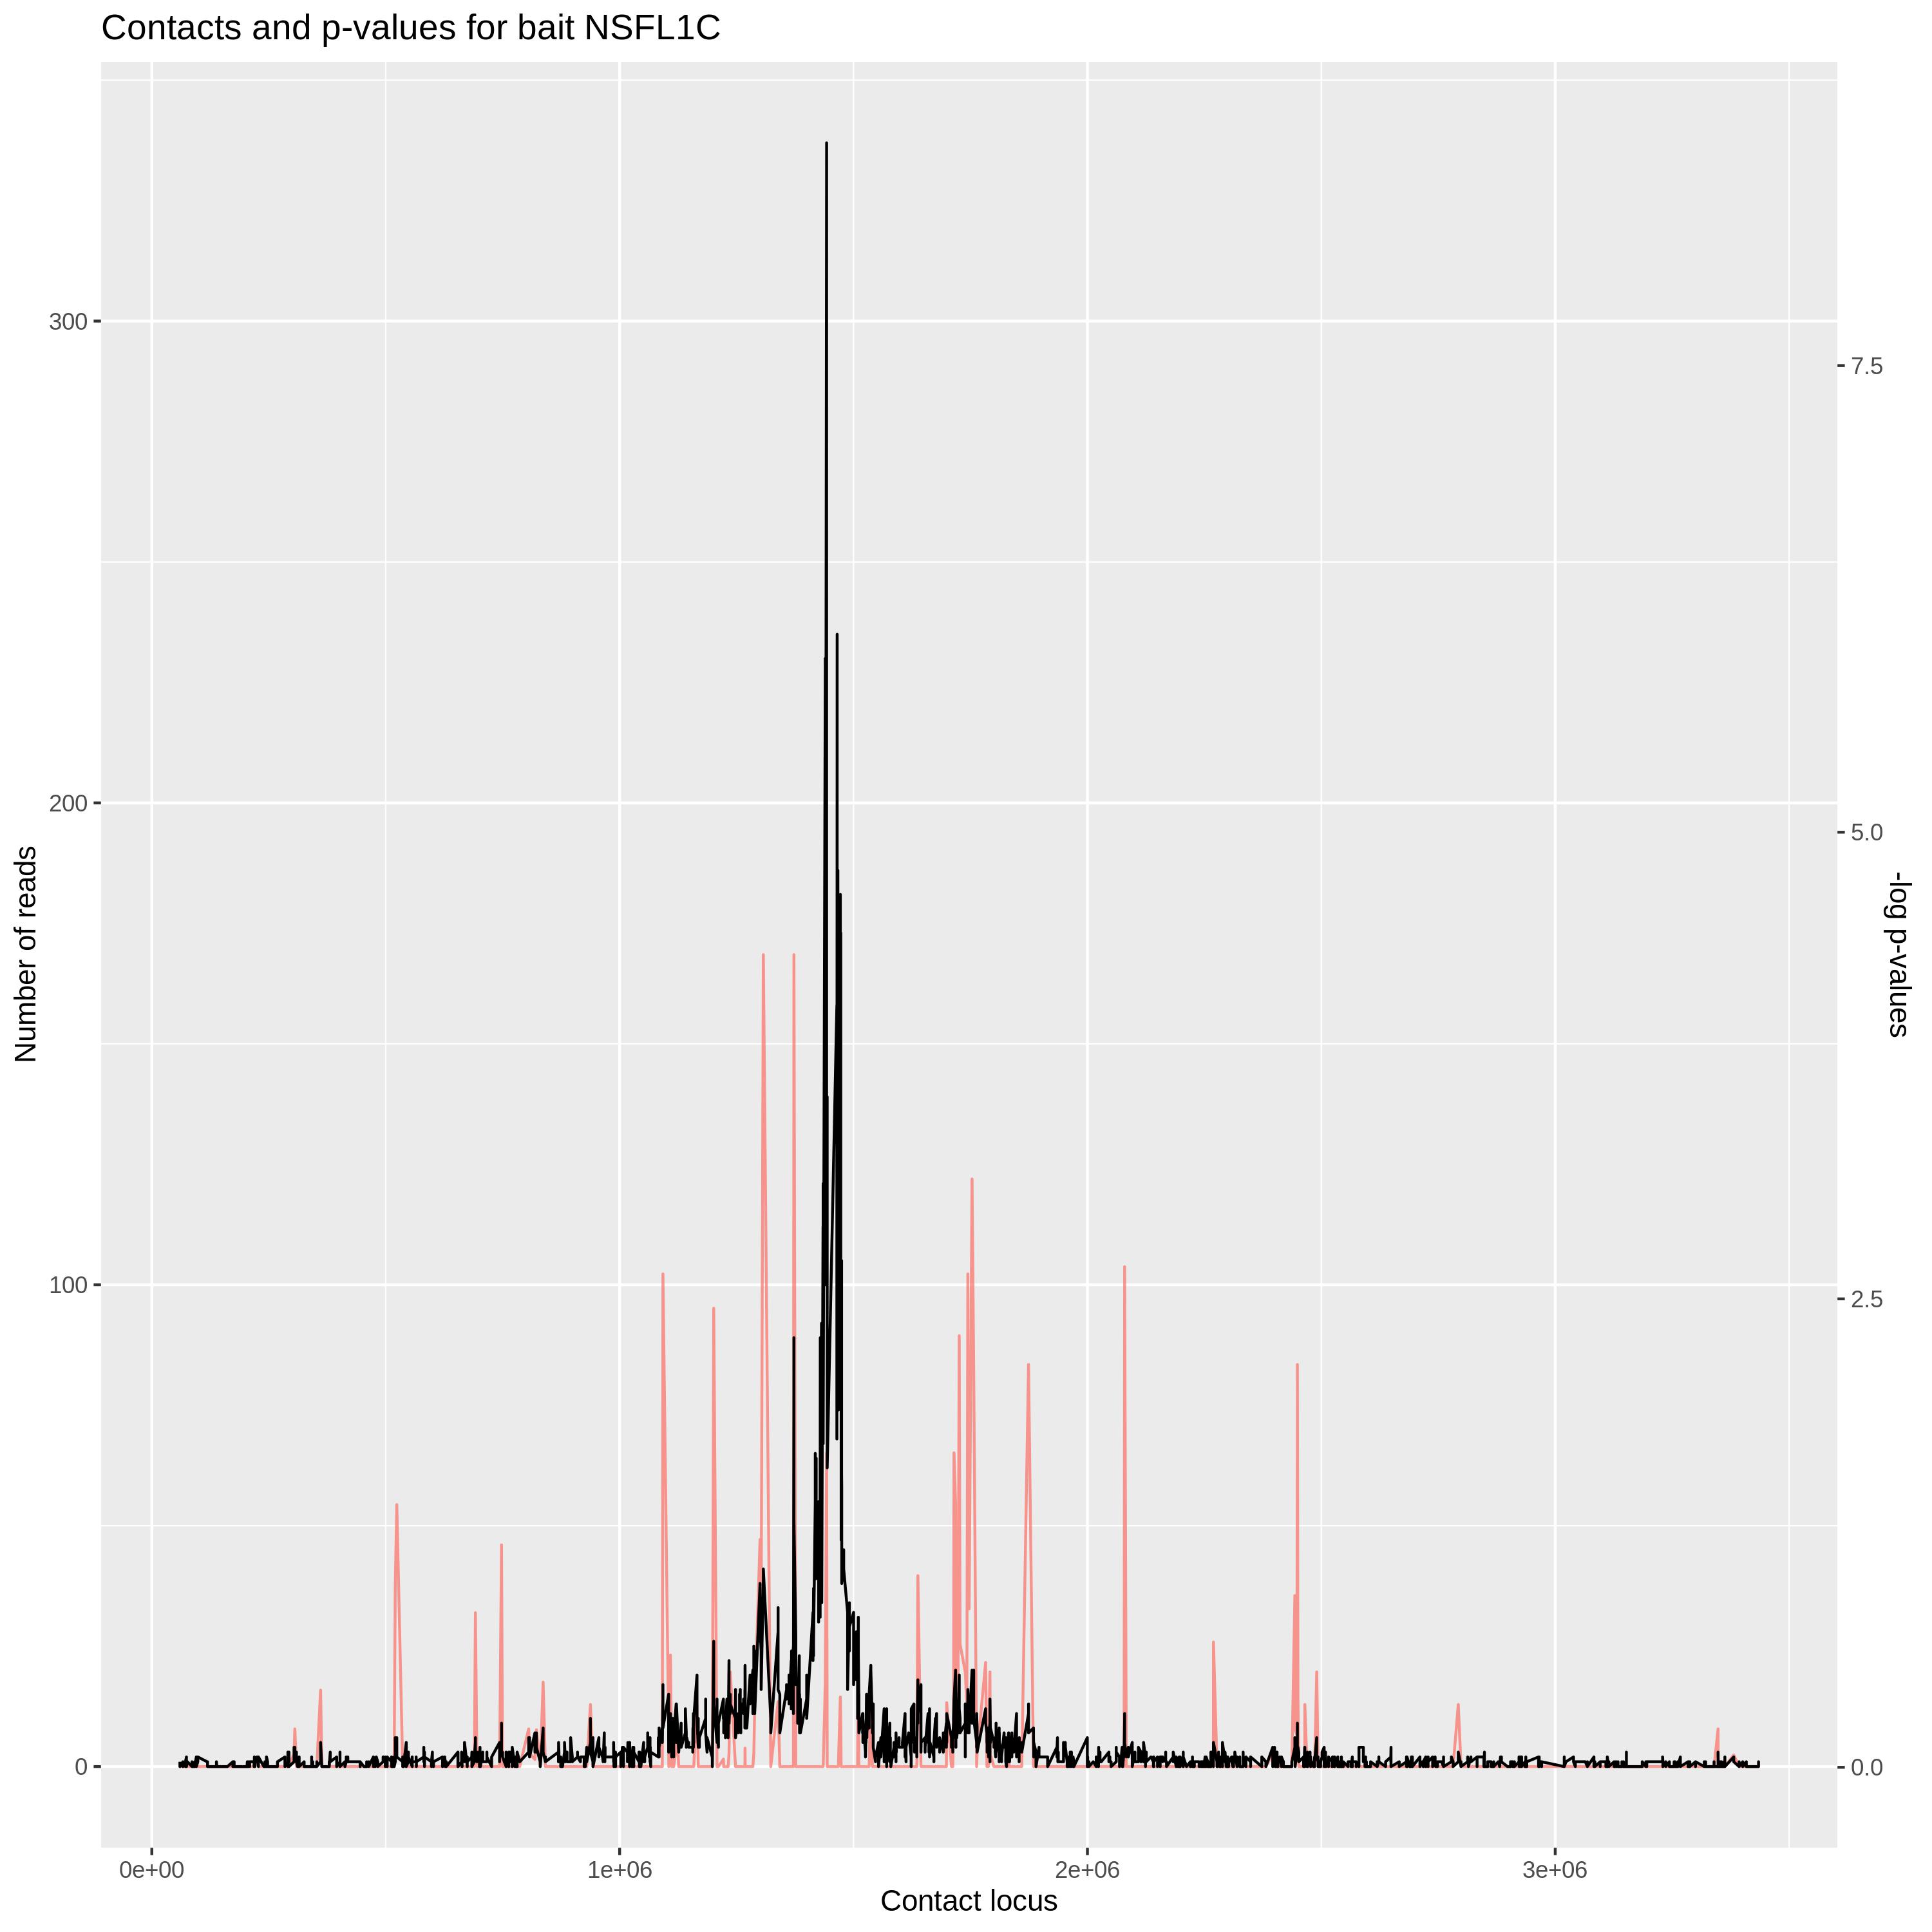 Contacts and p-values for bait NSFL1C
300
200
100
0
7.5
5.0
2.5
0.0
Number of reads
-log p-values
0e+00 1e+06 2e+06 3e+06
Contact locus